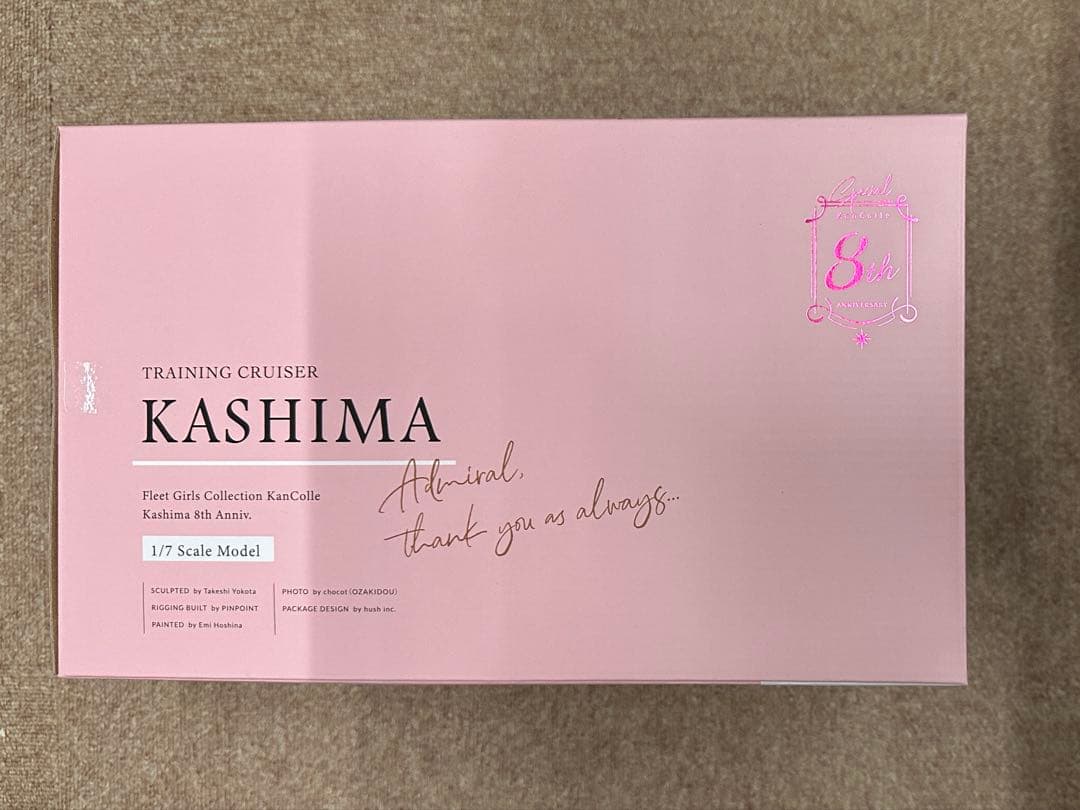 Special
KanColle
8th
ANNIVERSARY
TRAINING CRUISER
KASHIMA
Admiral,
thank you as always...
Fleet Girls Collection KanColle
Kashima 8th Anniv.
1/7 Scale Model
SCULPTED by Takeshi Yokota
RIGGING BUILT by PINPOINT
PAINTED by Emi Hoshina
PHOTO by chocot (OZAKIDOU)
PACKAGE DESIGN by hush inc.